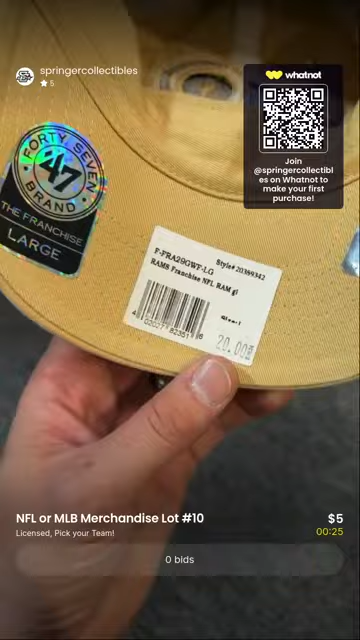 springercollectibles
★ 5
whatnot
Join
@springercollectibl
es on Whatnot to
make your first
purchase!
FORTY SEVEN
'47
BRAND
THE FRANCHISE
LARGE
F-FRA29GWF-LG
Style# 20369342
RAMS Franchise NFL RAM gl
20.00
NFL or MLB Merchandise Lot #10
$5
Licensed, Pick your Team!
00:25
0 bids